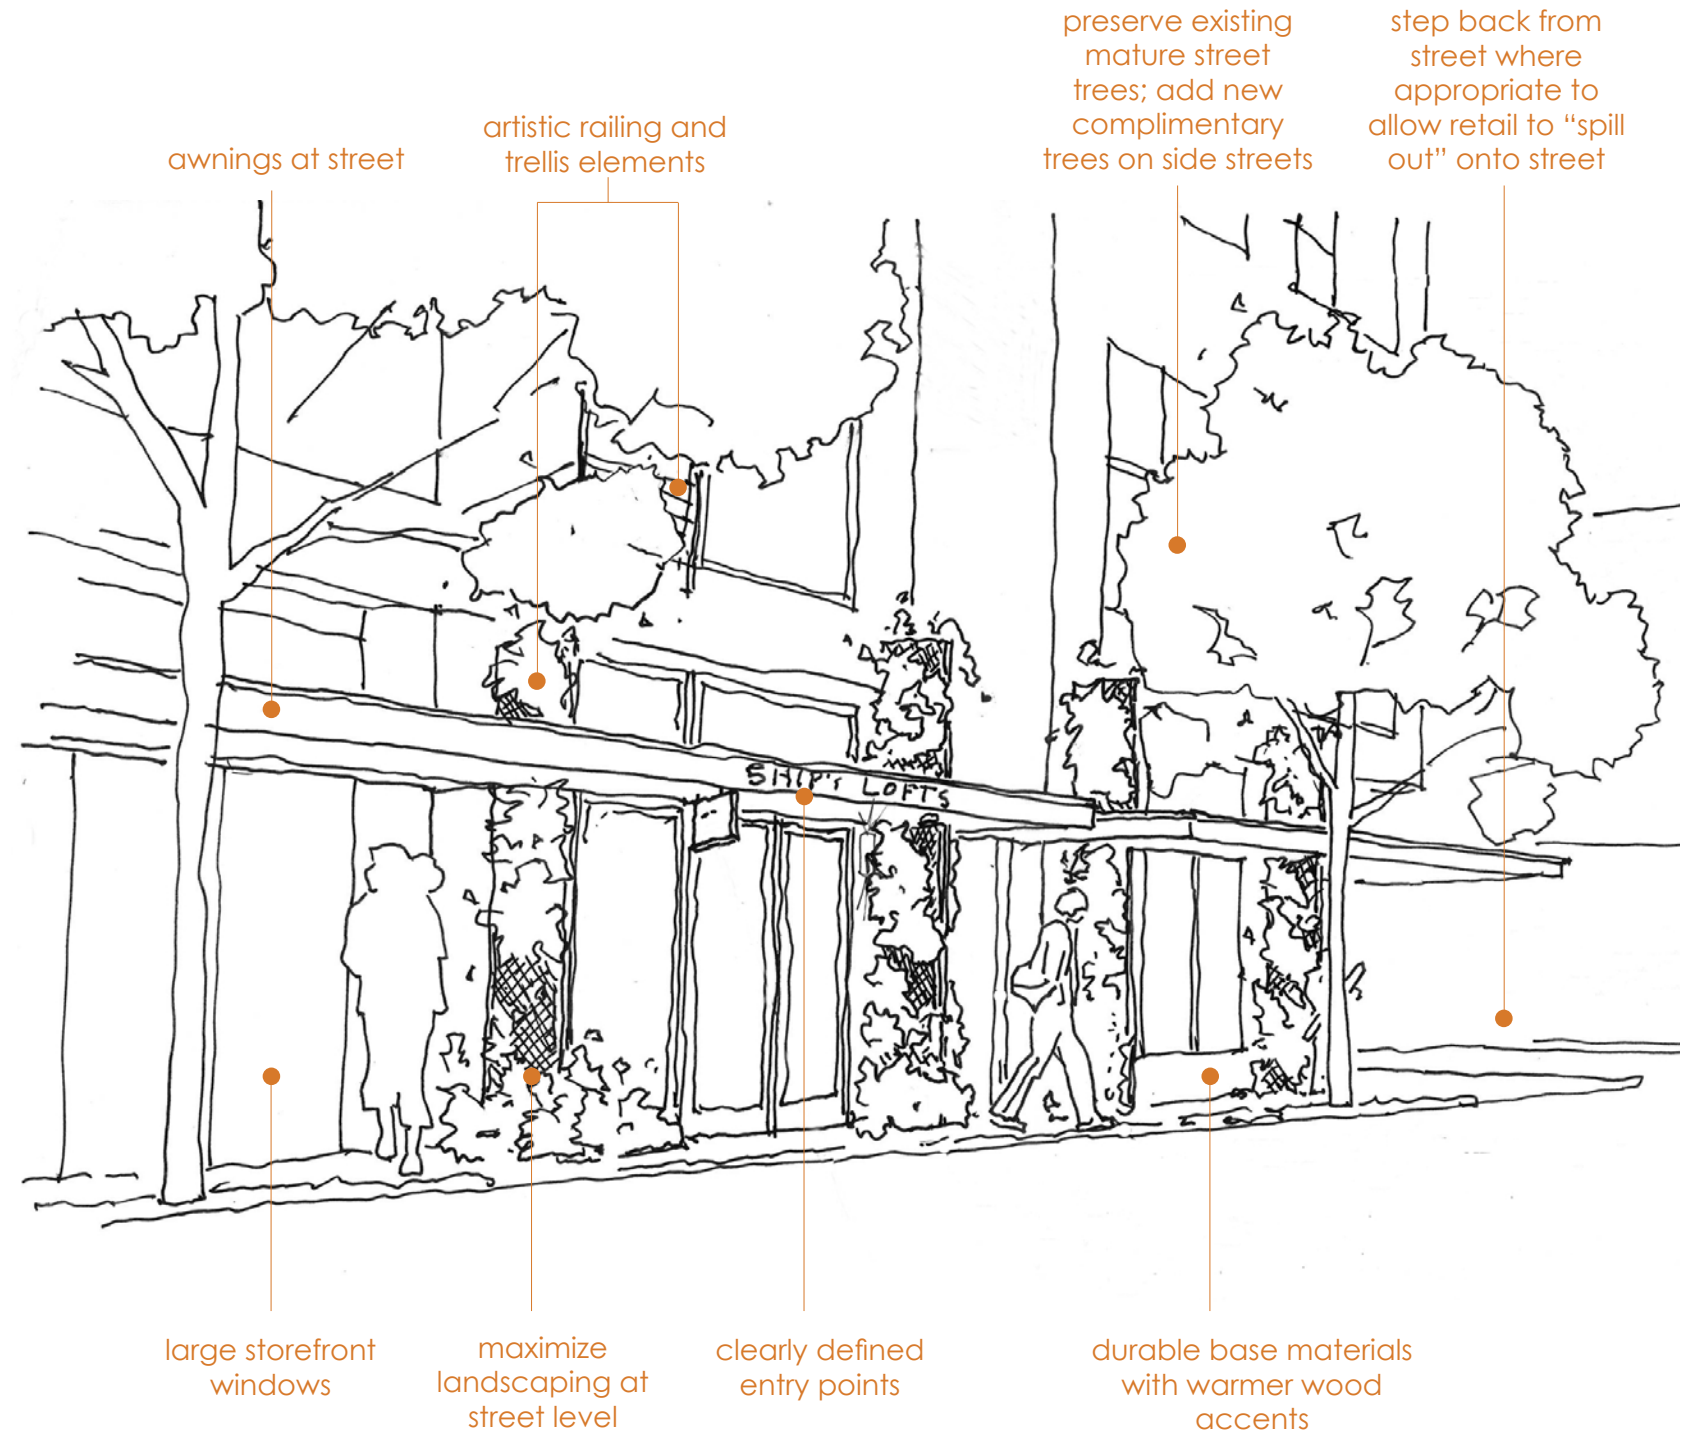 preserve existing
mature street
trees; add new
complimentary
trees on side streets
step back from
street where
appropriate to
allow retail to “spill
out” onto street
artistic railing and
trellis elements
awnings at street
SHIP's LOFTS
large storefront
windows
maximize
landscaping at
street level
clearly defined
entry points
durable base materials
with warmer wood
accents